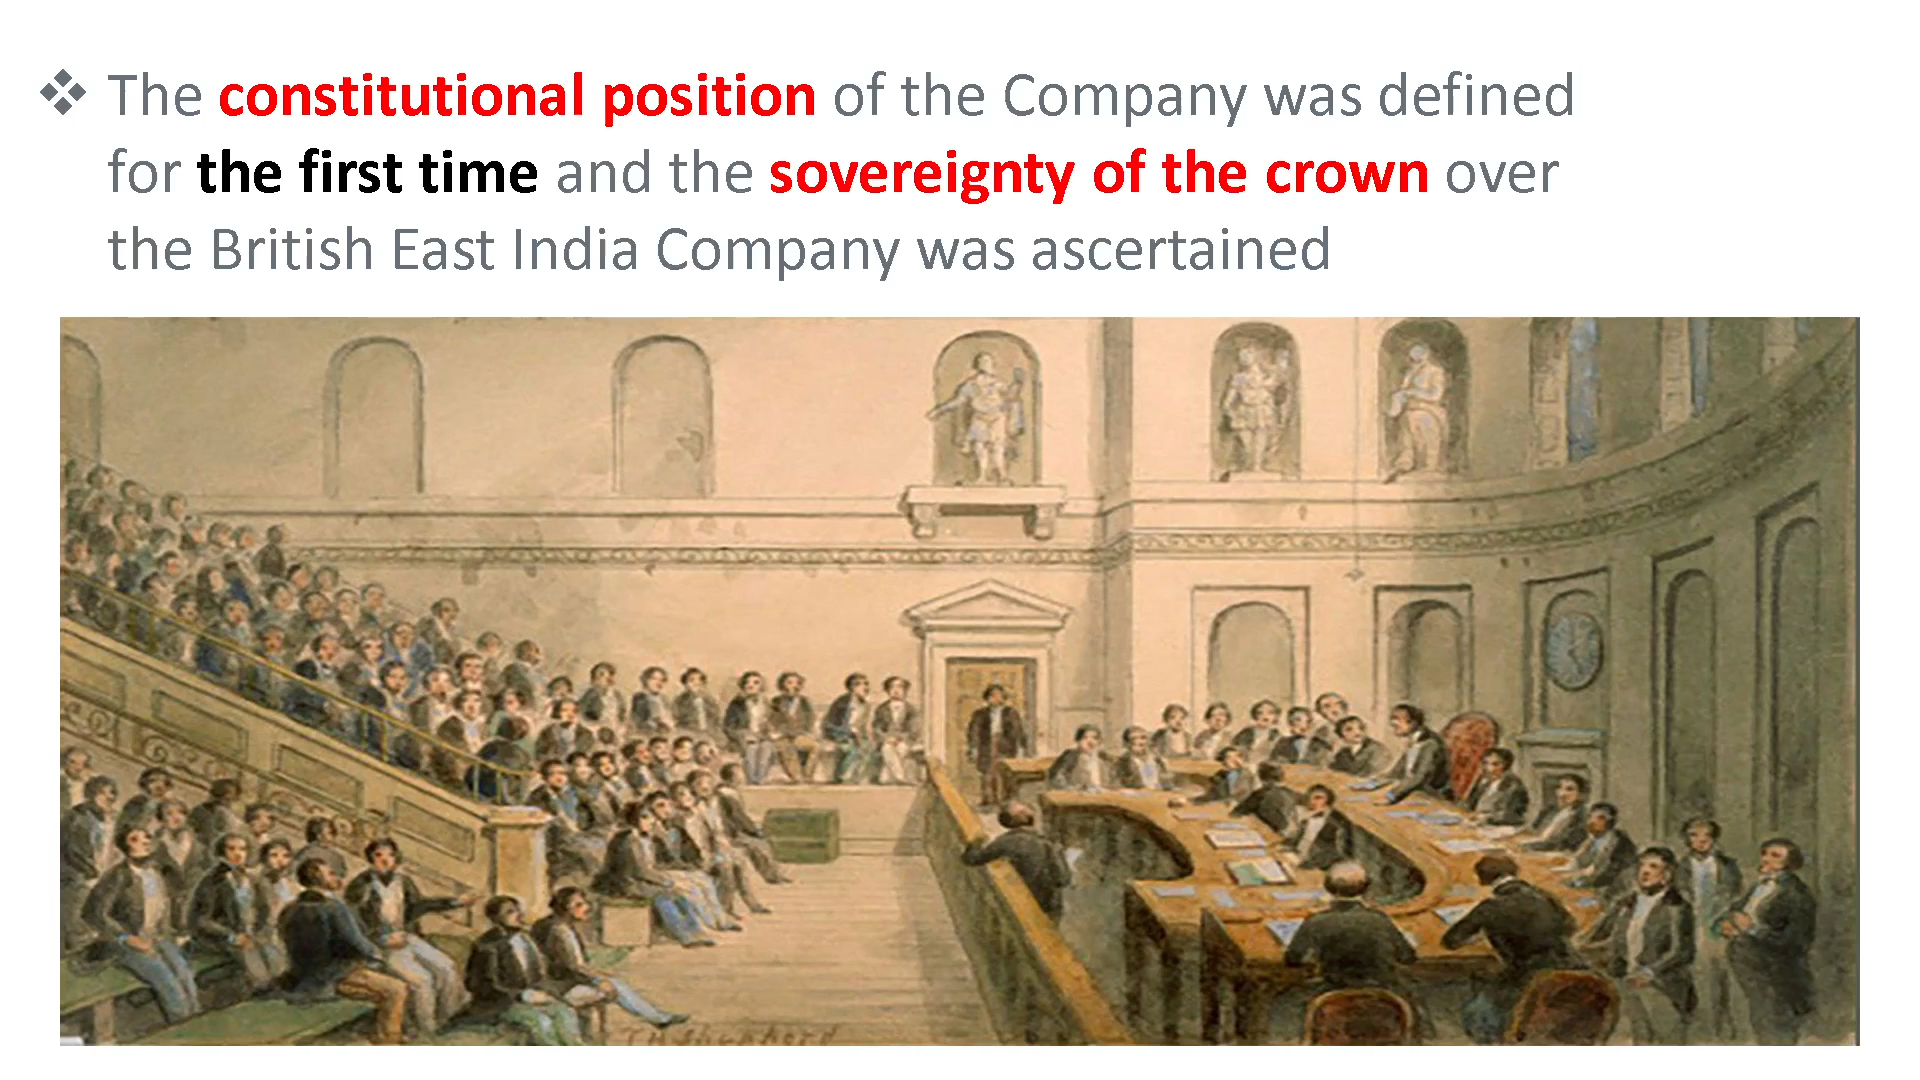 ❖ The constitutional position of the Company was defined
for the first time and the sovereignty of the crown over
the British East India Company was ascertained
T H Shepherd